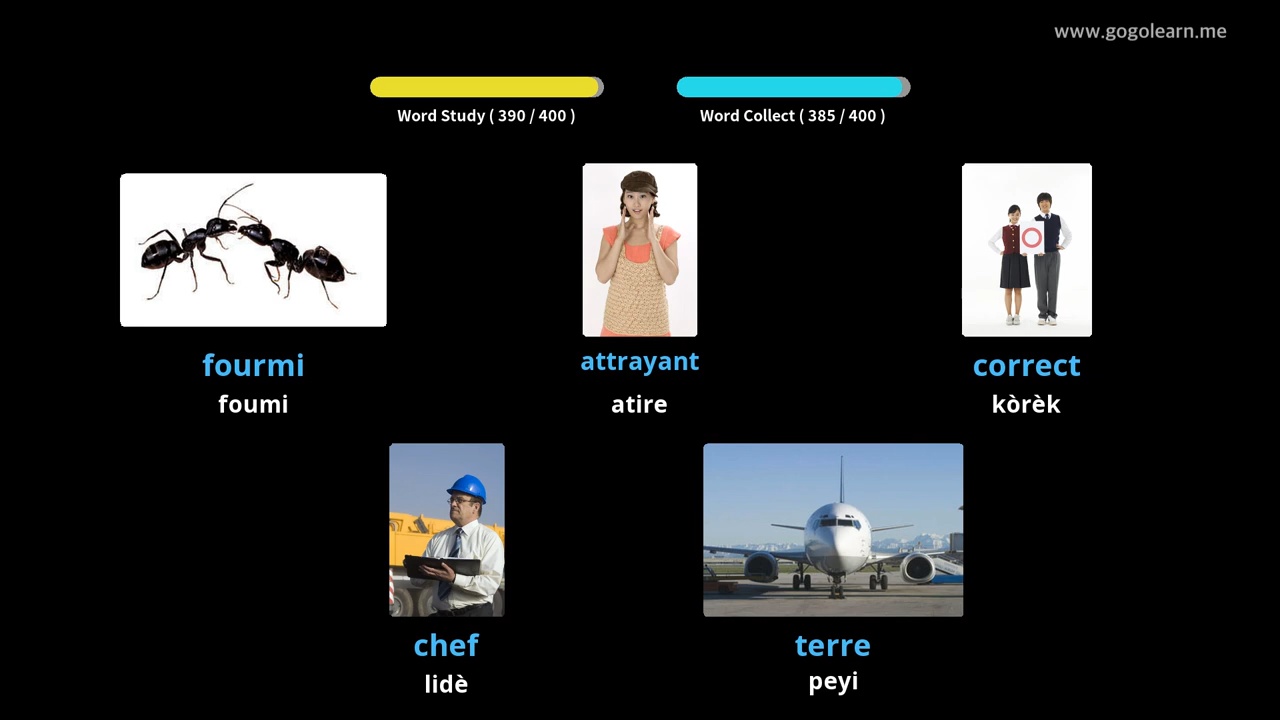 www.gogolearn.me
Word Study ( 390 / 400 )
Word Collect ( 385 / 400 )
fourmi
foumi
attrayant
atire
correct
kòrèk
chef
lidè
terre
peyi